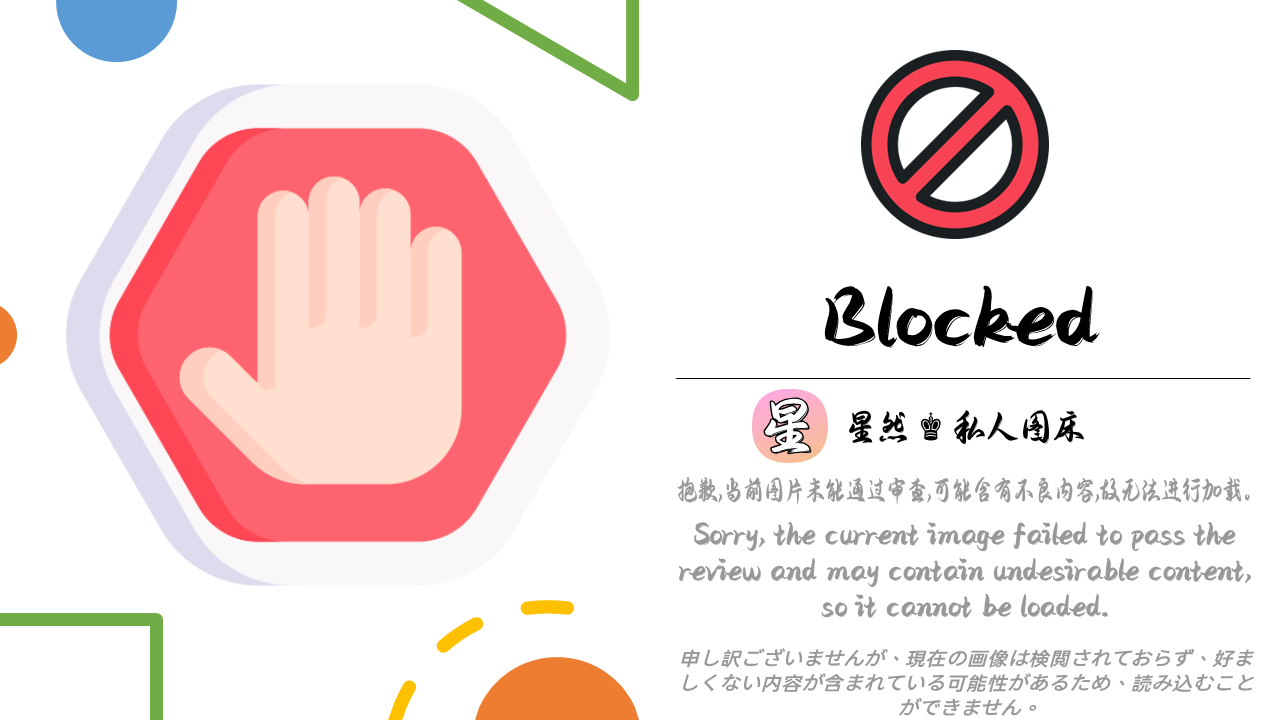 Blocked
星
星然♚私人图床
抱歉,当前图片未能通过审查,可能含有不良内容,故无法进行加载。
Sorry, the current image failed to pass the
review and may contain undesirable content,
so it cannot be loaded.
申し訳ございませんが、現在の画像は検閲されておらず、好ま
しくない内容が含まれている可能性があるため、読み込むこと
ができません。